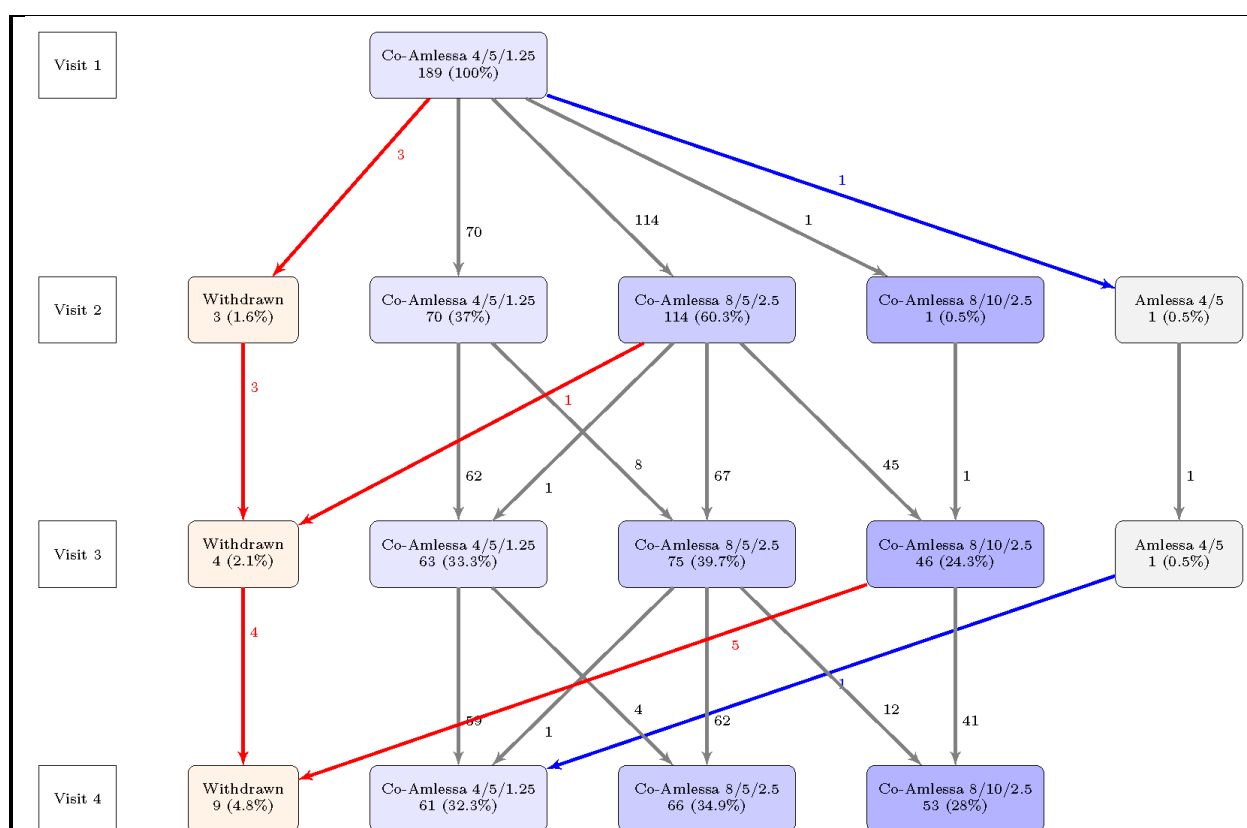 Visit 1
Co-Amlessa 4/5/1.25
189 (100%)
3
70
114
1
1
Visit 2
Withdrawn
3 (1.6%)
Co-Amlessa 4/5/1.25
70 (37%)
Co-Amlessa 8/5/2.5
114 (60.3%)
Co-Amlessa 8/10/2.5
1 (0.5%)
Amlessa 4/5
1 (0.5%)
3
1
62
1
8
67
45
1
1
Visit 3
Withdrawn
4 (2.1%)
Co-Amlessa 4/5/1.25
63 (33.3%)
Co-Amlessa 8/5/2.5
75 (39.7%)
Co-Amlessa 8/10/2.5
46 (24.3%)
Amlessa 4/5
1 (0.5%)
4
5
1
59
1
4
62
12
41
Visit 4
Withdrawn
9 (4.8%)
Co-Amlessa 4/5/1.25
61 (32.3%)
Co-Amlessa 8/5/2.5
66 (34.9%)
Co-Amlessa 8/10/2.5
53 (28%)